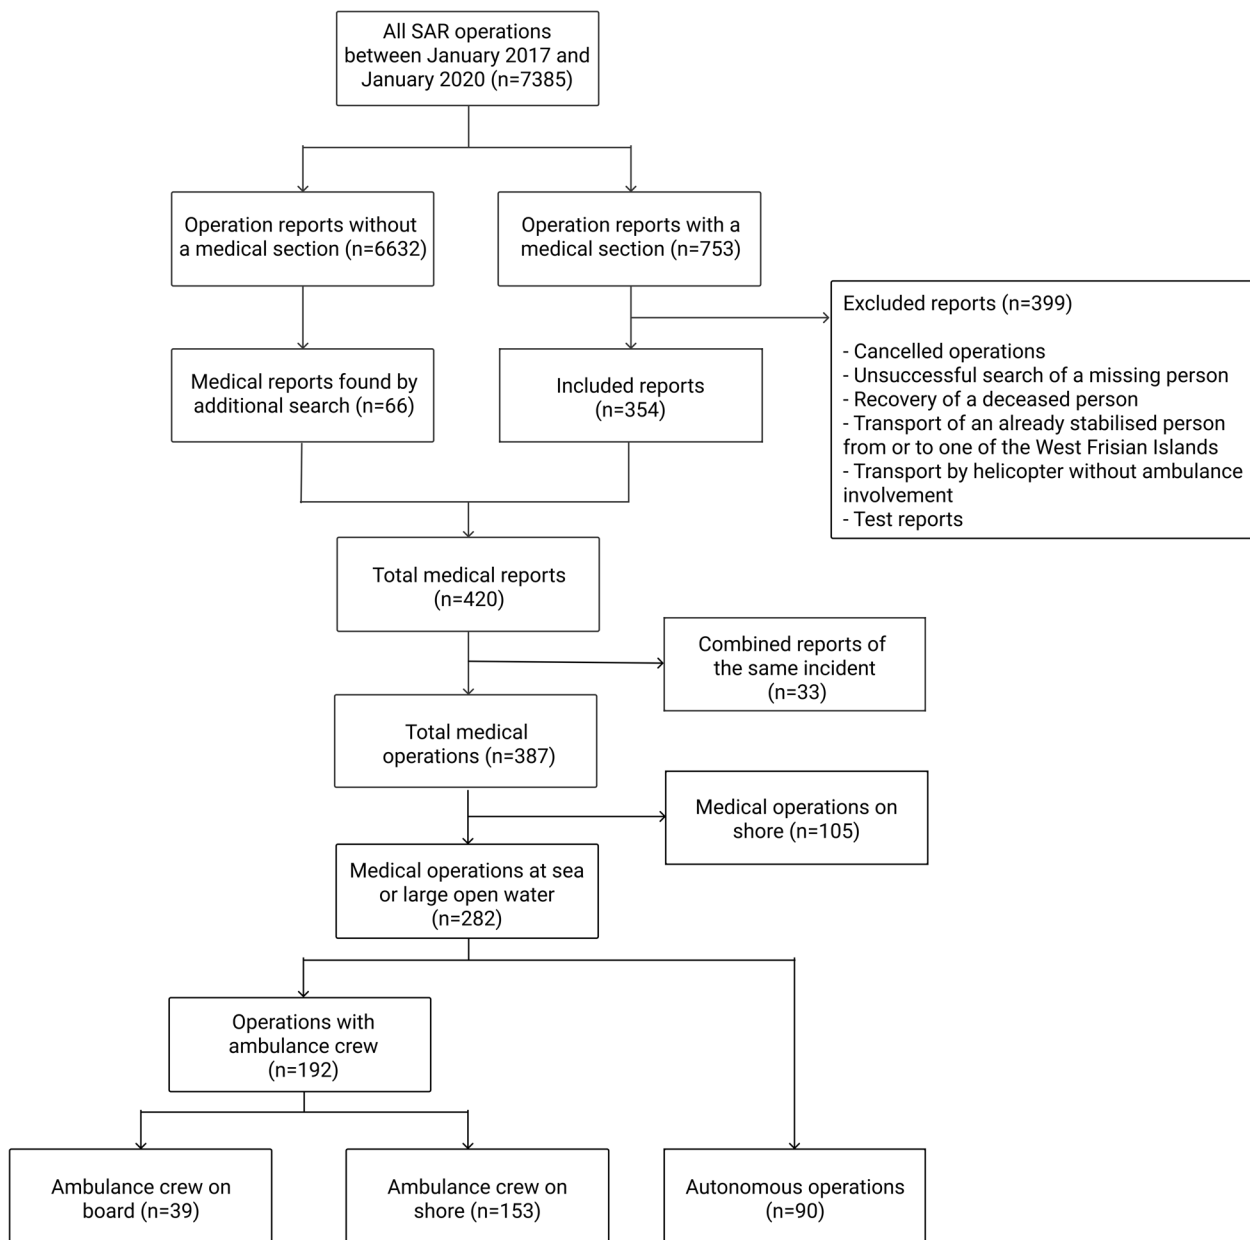 All SAR operations
between January 2017 and
January 2020 (n=7385)
Operation reports without
a medical section (n=6632)
Operation reports with a
medical section (n=753)
Excluded reports (n=399)
- Cancelled operations
- Unsuccessful search of a missing person
- Recovery of a deceased person
- Transport of an already stabilised person
from or to one of the West Frisian Islands
- Transport by helicopter without ambulance
involvement
- Test reports
Medical reports found by
additional search (n=66)
Included reports
(n=354)
Total medical reports
(n=420)
Combined reports of
the same incident
(n=33)
Total medical
operations (n=387)
Medical operations on
shore (n=105)
Medical operations at sea
or large open water
(n=282)
Operations with
ambulance crew
(n=192)
Ambulance crew on
board (n=39)
Ambulance crew on
shore (n=153)
Autonomous operations
(n=90)